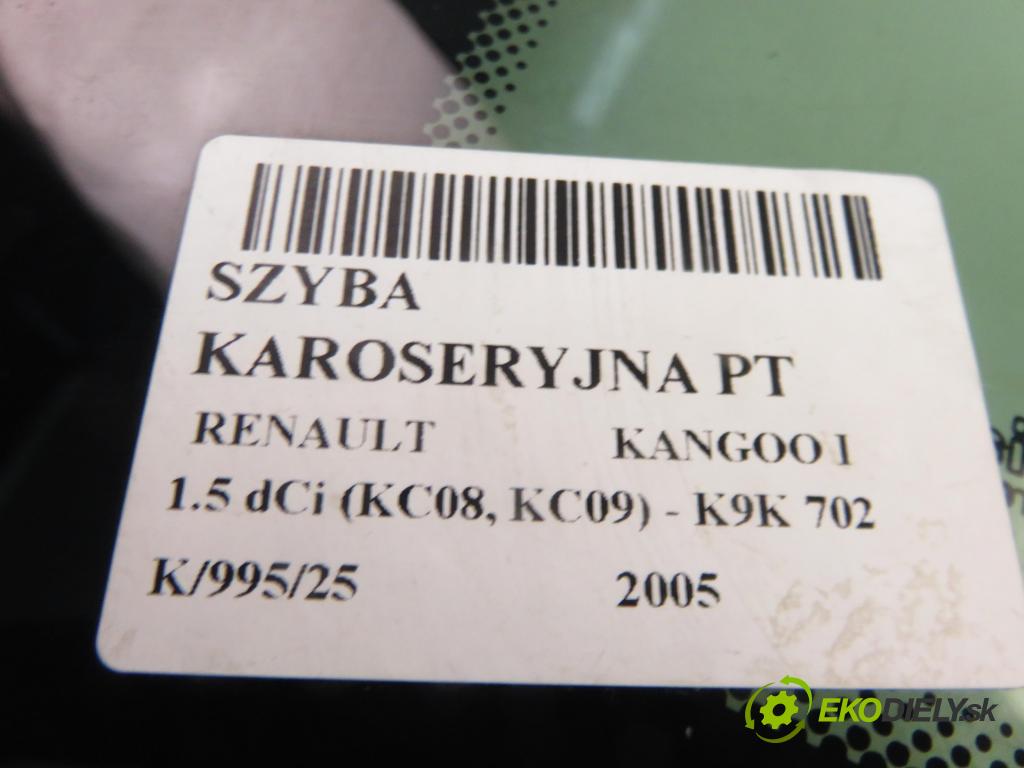 SZYBA
KAROSERYJNA PT
RENAULT KANGOO I
1.5 dCi (KC08, KC09) - K9K 702
K/995/25 2005
EKODIELY.sk